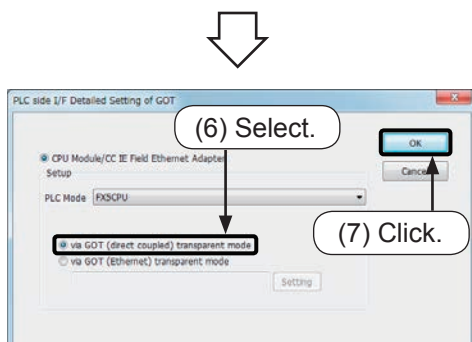 PLC side I/F Detailed Setting of GOT
(6) Select.
OK
CPU Module/CC IE Field Ethernet Adapter
Cancel
Setup
PLC Mode FX5CPU
(7) Click.
via GOT (direct coupled) transparent mode
via GOT (Ethernet) transparent mode
Setting